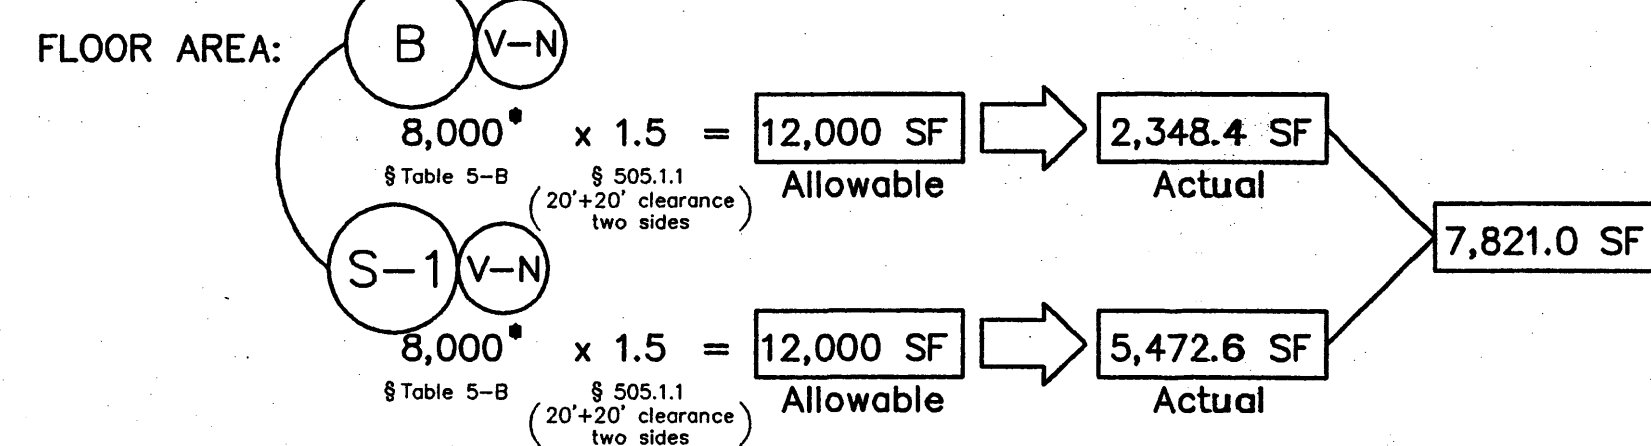 FLOOR AREA: B V-N
8,000* x 1.5 = 12,000 SF 2,348.4 SF
§ Table 5-B § 505.1.1 Allowable Actual
(20'+20' clearance
two sides)
7,821.0 SF
S-1 V-N
8,000* x 1.5 = 12,000 SF 5,472.6 SF
§ Table 5-B § 505.1.1 Allowable Actual
(20'+20' clearance
two sides)